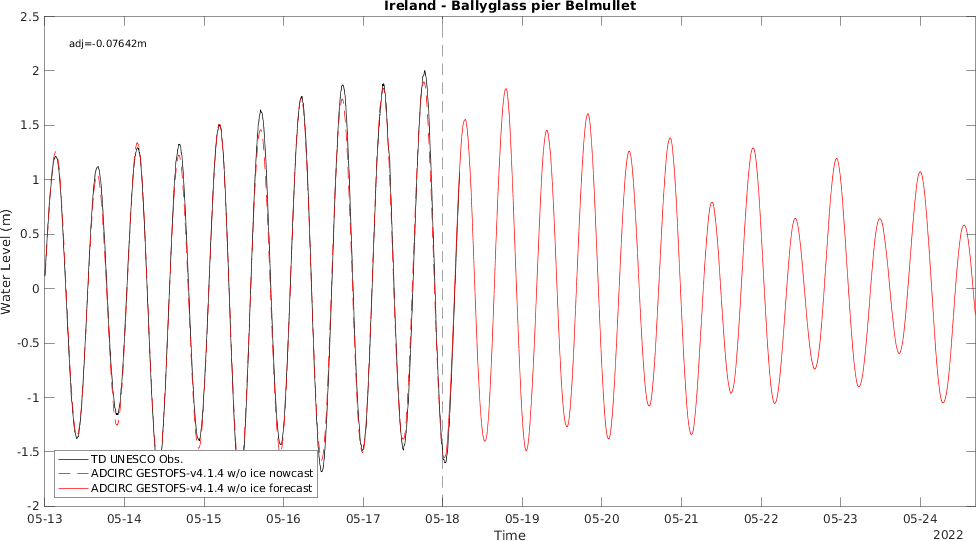 Ireland - Ballyglass pier Belmullet
adj=-0.07642m
2.5
2
1.5
1
0.5
0
-0.5
-1
-1.5
-2
Water Level (m)
TD UNESCO Obs.
ADCIRC GESTOFS-v4.1.4 w/o ice nowcast
ADCIRC GESTOFS-v4.1.4 w/o ice forecast
05-13 05-14 05-15 05-16 05-17 05-18 05-19 05-20 05-21 05-22 05-23 05-24
Time
2022